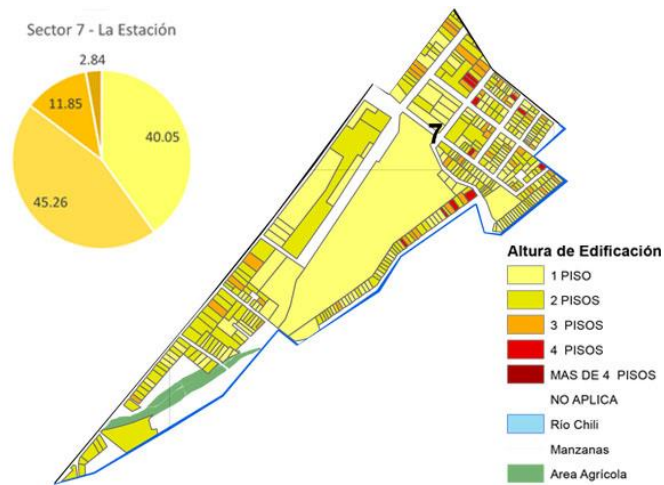 Sector 7 - La Estación
2.84
11.85
40.05
45.26
7
Altura de Edificación
1 PISO
2 PISOS
3 PISOS
4 PISOS
MAS DE 4 PISOS
NO APLICA
Río Chili
Manzanas
Area Agrícola